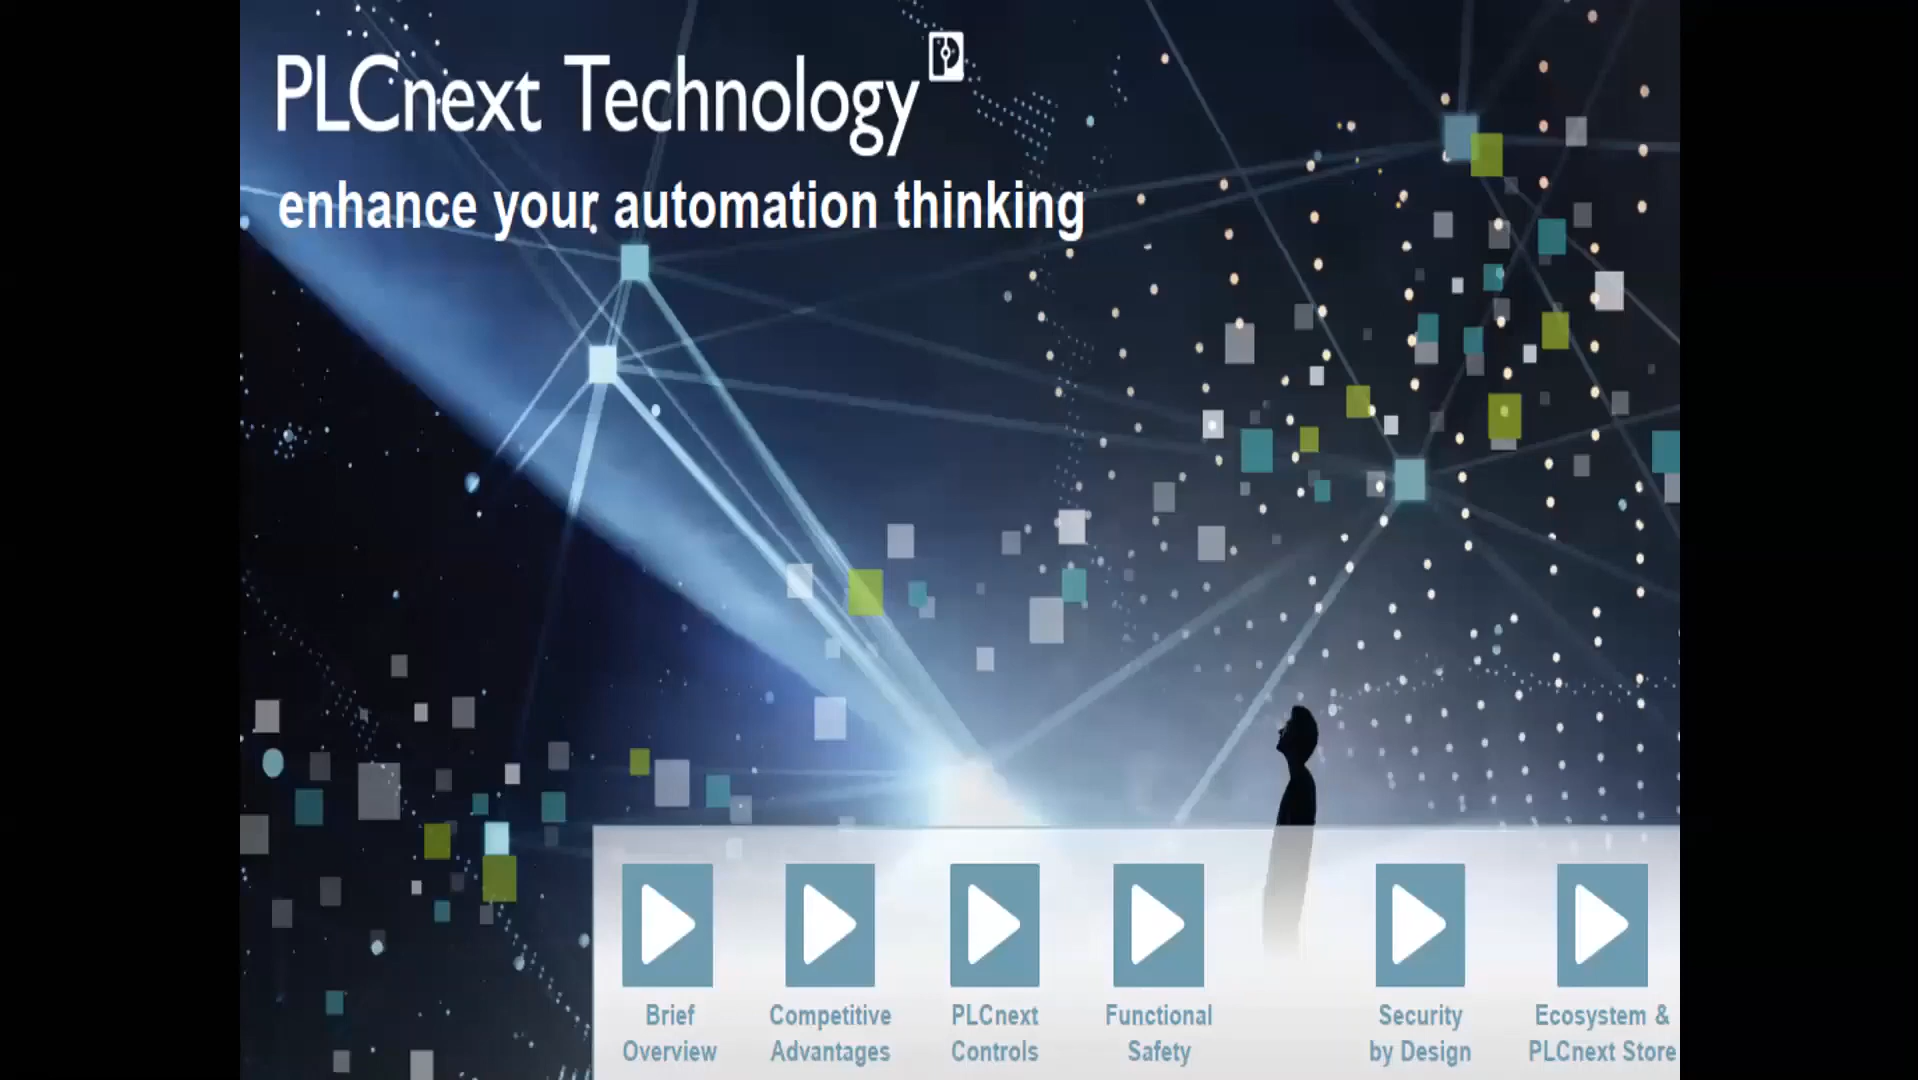 PLCnext Technology
enhance your automation thinking
Brief
Overview
Competitive
Advantages
PLCnext
Controls
Functional
Safety
Security
by Design
Ecosystem &
PLCnext Store